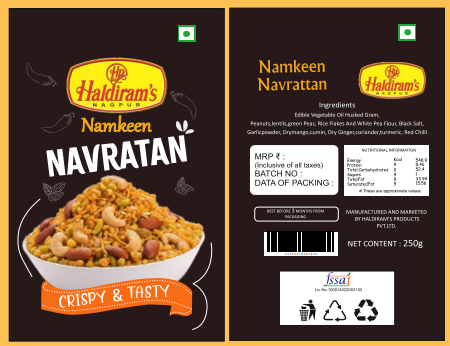 HR
Haldiram's
NAGPUR
Namkeen
NAVRATAN
CRISPY & TASTY
Namkeen
Navrattan
Haldiram's
NAGPUR
Ingredients
Edible Vegetable Oil Husked Gram,
Peanuts,lentils,green Peas, Rice Flakes And White Pea Flour, Black Salt,
Garlicpowder, Drymango,cumin, Dry Ginger,coriander,turmeric, Red Chilli
MRP ₹ :
(Inclusive of all taxes)
BATCH NO :
DATA OF PACKING :
NUTRITIONAL INFORMATION
Energy Kcal 548.9
Protein g 8.46
Total Carbohydrates g 52.4
Sugars g 1
TotalFat g 33.94
SaturatedFat g 15.56
# These are approximate values
BEST BEFORE 3 MONTHS FROM
PACKAGING
MANUFACTURED AND MARKETED
BY HALDIRAM'S PRODUCTS
PVT.LTD.
NET CONTENT : 250g
fssai